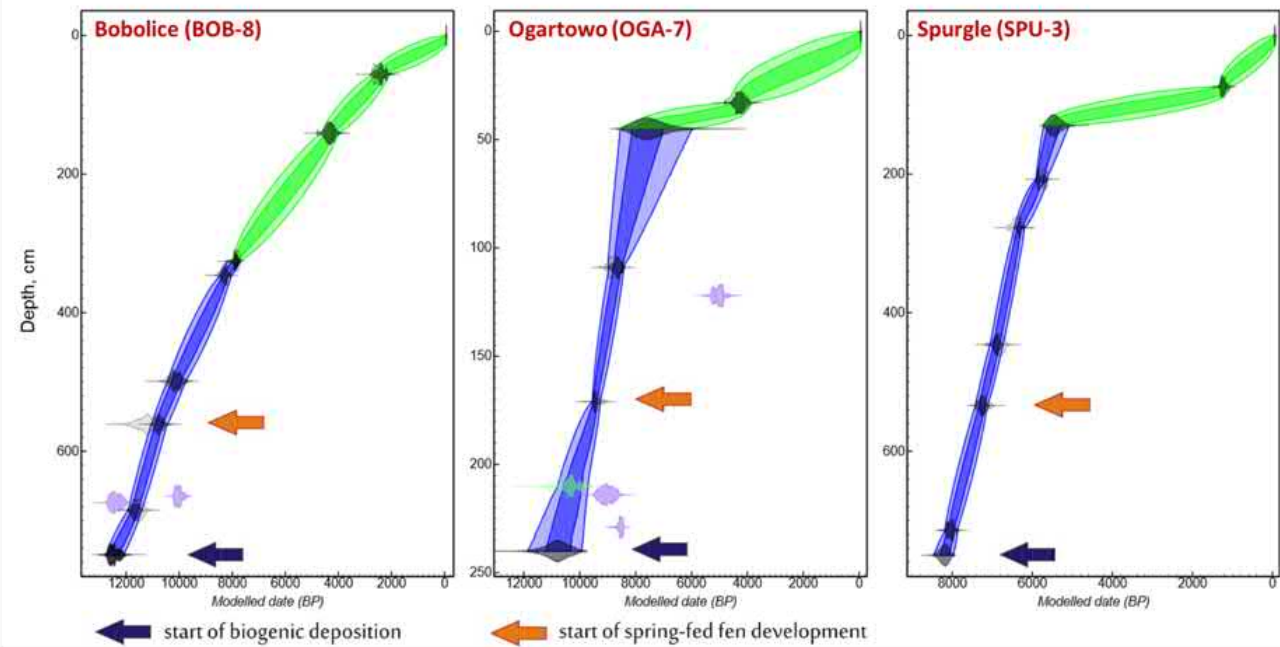 Bobolice (BOB-8)
Ogartowo (OGA-7)
Spurgle (SPU-3)
Depth, cm
0
200
400
600
12000 10000 8000 6000 4000 2000 0
Modelled date (BP)
0
50
100
150
200
250
12000 10000 8000 6000 4000 2000 0
Modelled date (BP)
0
200
400
600
8000 6000 4000 2000 0
Modelled date (BP)
start of biogenic deposition
start of spring-fed fen development